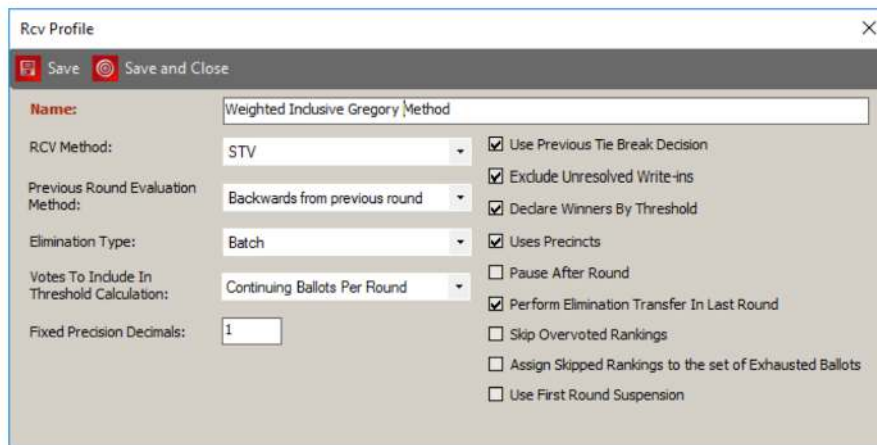 Rcv Profile
Save Save and Close
Name: Weighted Inclusive Gregory Method
RCV Method: STV
Previous Round Evaluation
Method: Backwards from previous round
Elimination Type: Batch
Votes To Include In
Threshold Calculation: Continuing Ballots Per Round
Fixed Precision Decimals: 1
Use Previous Tie Break Decision
Exclude Unresolved Write-ins
Declare Winners By Threshold
Uses Precincts
Pause After Round
Perform Elimination Transfer In Last Round
Skip Overvoted Rankings
Assign Skipped Rankings to the set of Exhausted Ballots
Use First Round Suspension